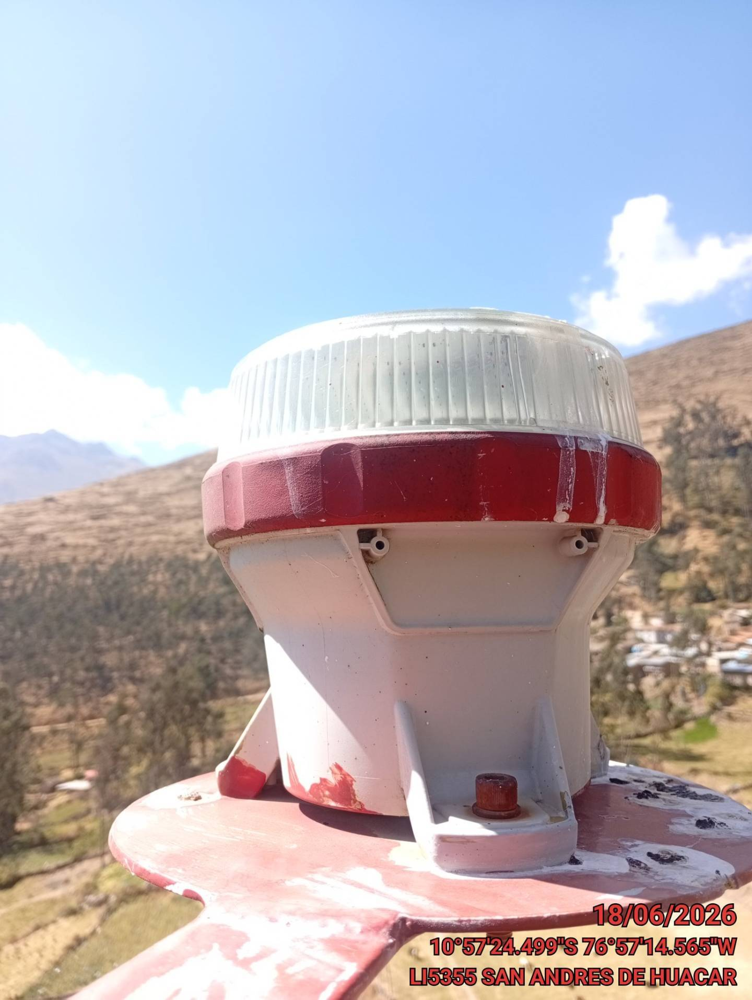 18/06/2026
10°57'24.499"S 76°57'14.565"W
LI5355 SAN ANDRES DE HUACAR